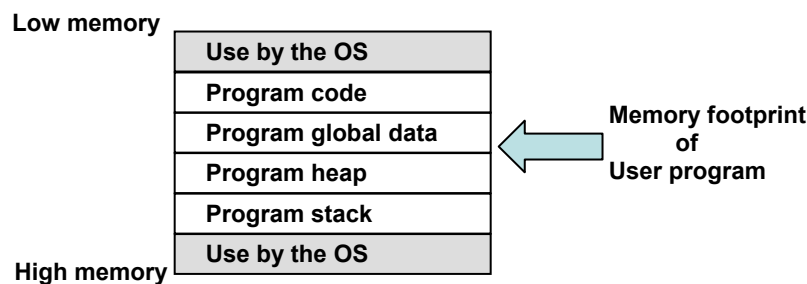 Low memory
Use by the OS
Program code
Program global data
Program heap
Program stack
Use by the OS
High memory
Memory footprint
of
User program